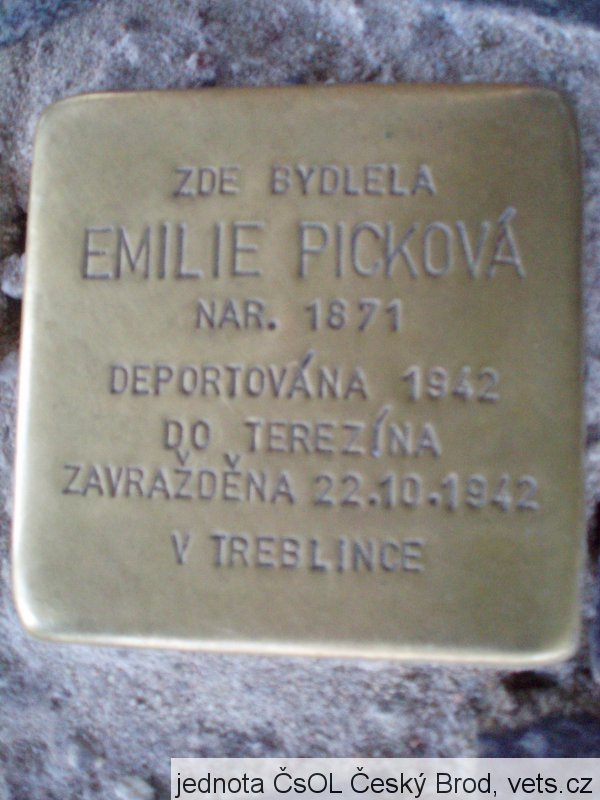 ZDE BYDLELA
EMILIE PICKOVÁ
NAR. 1871
DEPORTOVÁNA 1942
DO TEREZÍNA
ZAVRAŽDĚNA 22.10.1942
V TREBLINCE
jednota ČsOL Český Brod, vets.cz